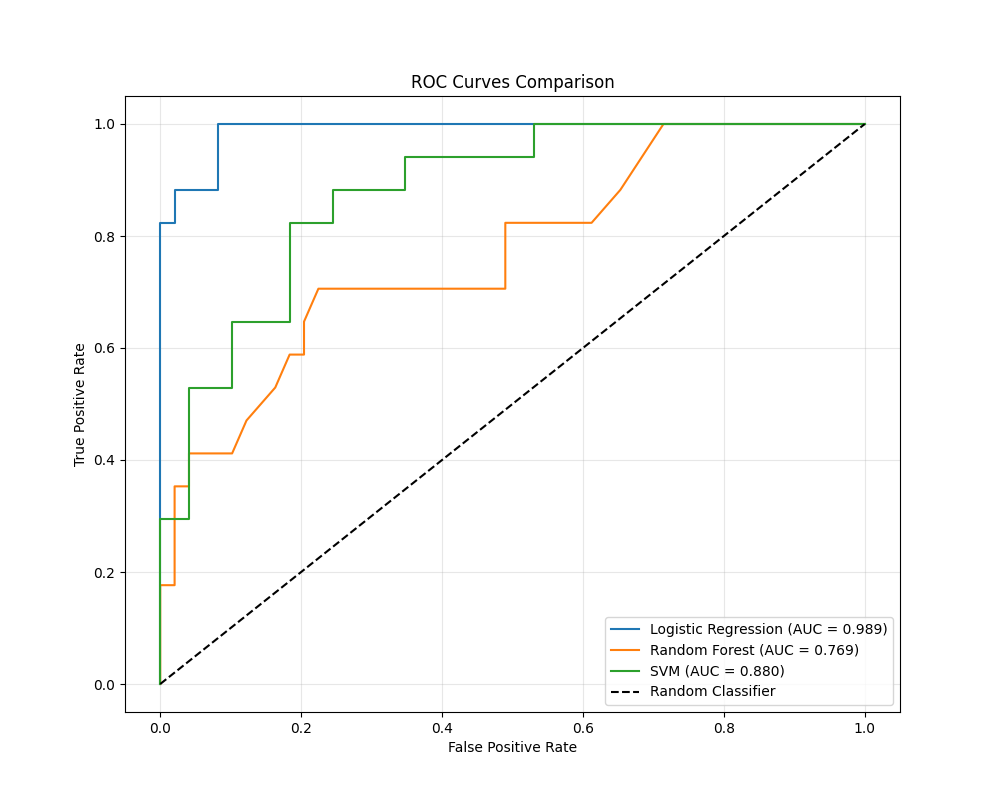 ROC Curves Comparison
True Positive Rate
1.0
0.8
0.6
0.4
0.2
0.0
Logistic Regression (AUC = 0.989)
Random Forest (AUC = 0.769)
SVM (AUC = 0.880)
Random Classifier
0.0 0.2 0.4 0.6 0.8 1.0
False Positive Rate